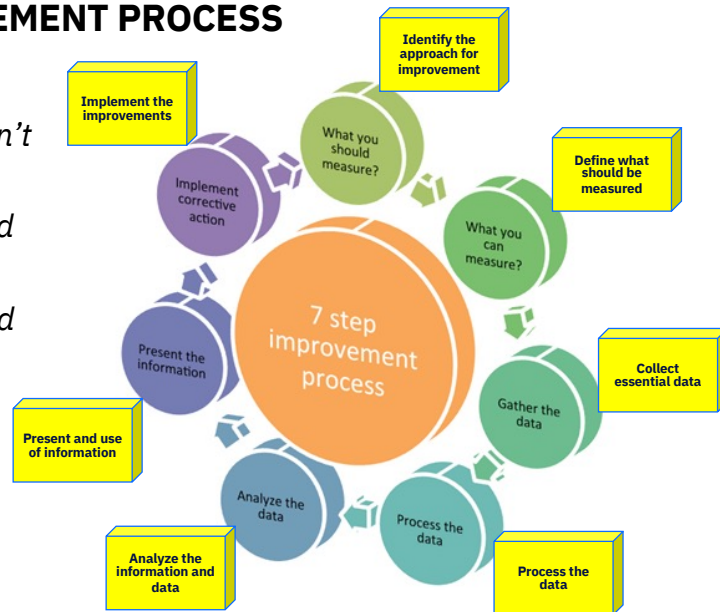 EMENT PROCESS
n't
d
d
Identify the
approach for
improvement
Implement the
improvements
What you
should
measure?
Define what
should be
measured
Implement
corrective
action
What you
can
measure?
7 step
improvement
process
Present the
information
Collect
essential data
Gather the
data
Present and use
of information
Analyze the
data
Process the
data
Analyze the
information and
data
Process the
data